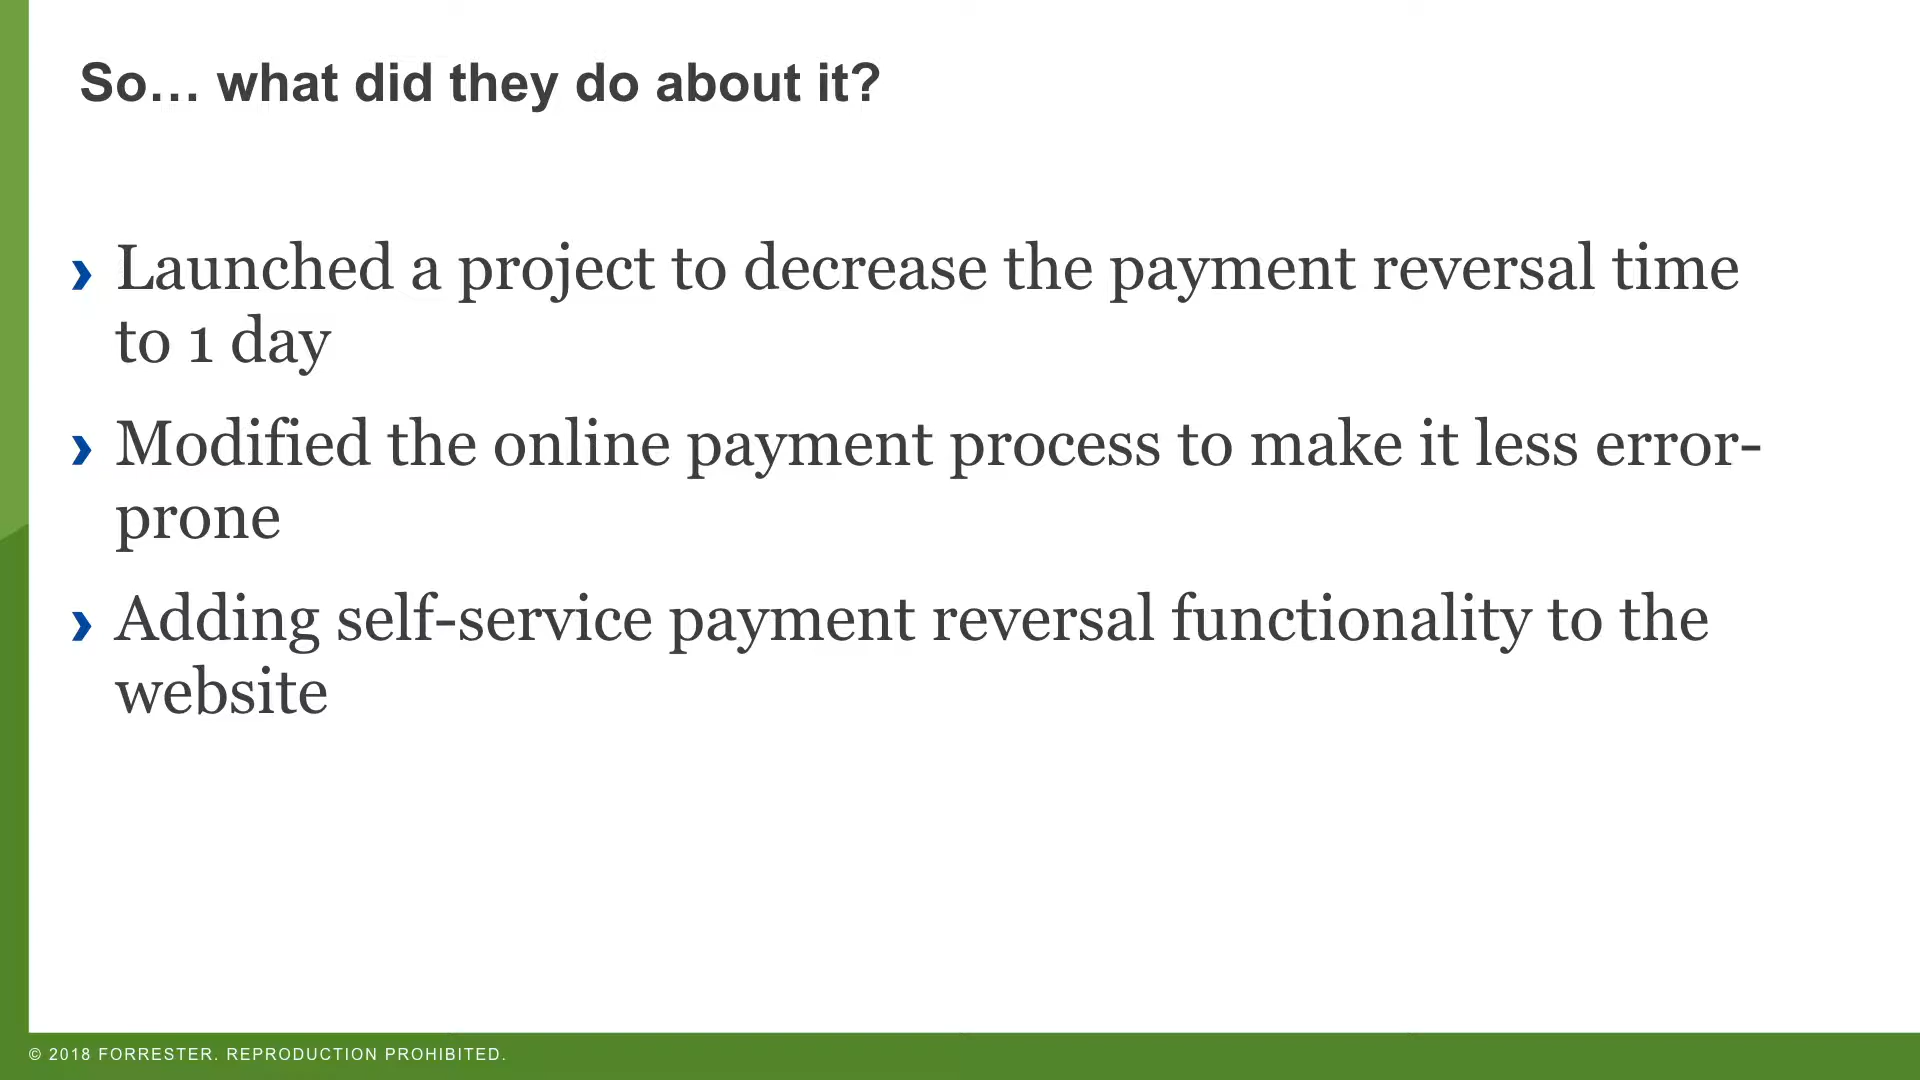 So… what did they do about it?
› Launched a project to decrease the payment reversal time
to 1 day
› Modified the online payment process to make it less error-
prone
› Adding self-service payment reversal functionality to the
website
© 2018 FORRESTER. REPRODUCTION PROHIBITED.